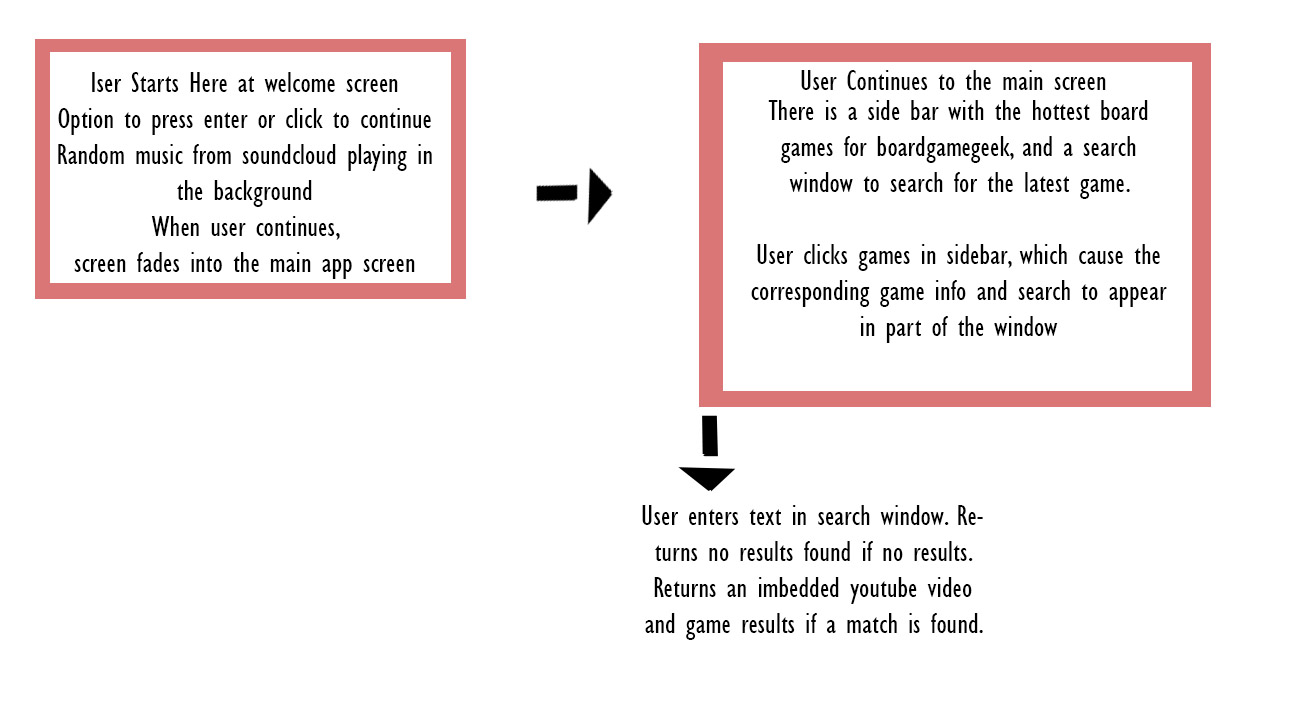 Iser Starts Here at welcome screen
Option to press enter or click to continue
Random music from soundcloud playing in
the background
When user continues,
screen fades into the main app screen
User Continues to the main screen
There is a side bar with the hottest board
games for boardgamegeek, and a search
window to search for the latest game.
User clicks games in sidebar, which cause the
corresponding game info and search to appear
in part of the window
User enters text in search window. Re-
turns no results found if no results.
Returns an imbedded youtube video
and game results if a match is found.